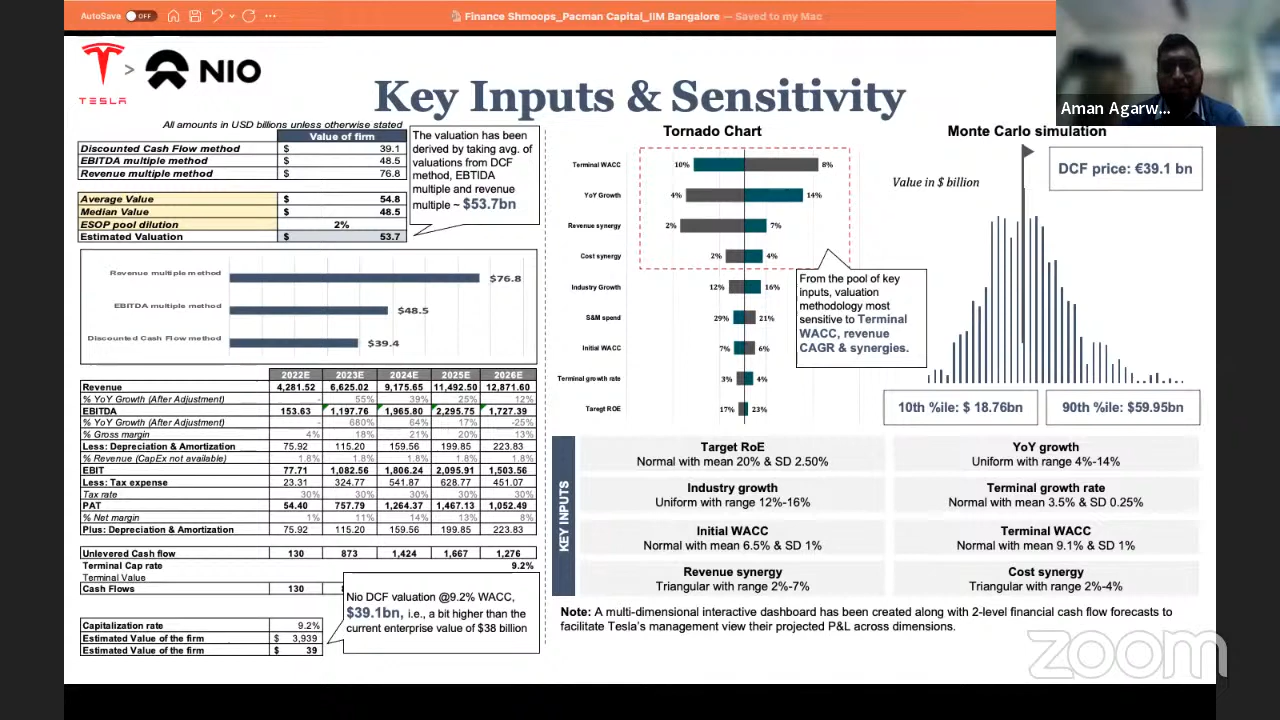 AutoSave OFF
Finance Shmoops_Pacman Capital_IIM Bangalore — Saved to my Mac
Aman Agarw...
TESLA > NIO
Key Inputs & Sensitivity
All amounts in USD billions unless otherwise stated
Value of firm
Discounted Cash Flow method $ 39.1
EBITDA multiple method $ 48.5
Revenue multiple method $ 76.8
Average Value $ 54.8
Median Value $ 48.5
ESOP pool dilution 2%
Estimated Valuation $ 53.7
The valuation has been
derived by taking avg. of
valuations from DCF
method, EBTIDA
multiple and revenue
multiple ~ $53.7bn
Revenue multiple method $76.8
EBITDA multiple method $48.5
Discounted Cash Flow method $39.4
2022E 2023E 2024E 2025E 2026E
Revenue 4,281.52 6,625.02 9,175.65 11,492.50 12,871.60
% YoY Growth (After Adjustment) - 55% 39% 25% 12%
EBITDA 153.63 1,197.76 1,965.80 2,295.75 1,727.39
% YoY Growth (After Adjustment) - 680% 64% 17% -25%
% Gross margin 4% 18% 21% 20% 13%
Less: Depreciation & Amortization 75.92 115.20 159.56 199.85 223.83
% Revenue (CapEx not available) 1.8% 1.8% 1.8% 1.8% 1.8%
EBIT 77.71 1,082.56 1,806.24 2,095.91 1,503.56
Less: Tax expense 23.31 324.77 541.87 628.77 451.07
Tax rate 30% 30% 30% 30% 30%
PAT 54.40 757.79 1,264.37 1,467.13 1,052.49
% Net margin 1% 11% 14% 13% 8%
Plus: Depreciation & Amortization 75.92 115.20 159.56 199.85 223.83
Unlevered Cash flow 130 873 1,424 1,667 1,276
Terminal Cap rate 9.2%
Terminal Value
Cash Flows 130
Nio DCF valuation @9.2% WACC,
$39.1bn, i.e., a bit higher than the
current enterprise value of $38 billion
Capitalization rate 9.2%
Estimated Value of the firm $ 3,939
Estimated Value of the firm $ 39
Tornado Chart
Terminal WACC 10% 8%
YoY Growth 4% 14%
Revenue synergy 2% 7%
Cost synergy 2% 4%
Industry Growth 12% 16%
S&M spend 29% 21%
Initial WACC 7% 6%
Terminal growth rate 3% 4%
Taregt ROE 17% 23%
From the pool of key
inputs, valuation
methodology most
sensitive to Terminal
WACC, revenue
CAGR & synergies.
Monte Carlo simulation
Value in $ billion
DCF price: €39.1 bn
10th %ile: $ 18.76bn
90th %ile: $59.95bn
KEY INPUTS
Target RoE
Normal with mean 20% & SD 2.50%
YoY growth
Uniform with range 4%-14%
Industry growth
Uniform with range 12%-16%
Terminal growth rate
Normal with mean 3.5% & SD 0.25%
Initial WACC
Normal with mean 6.5% & SD 1%
Terminal WACC
Normal with mean 9.1% & SD 1%
Revenue synergy
Triangular with range 2%-7%
Cost synergy
Triangular with range 2%-4%
Note: A multi-dimensional interactive dashboard has been created along with 2-level financial cash flow forecasts to
facilitate Tesla's management view their projected P&L across dimensions.
zoom